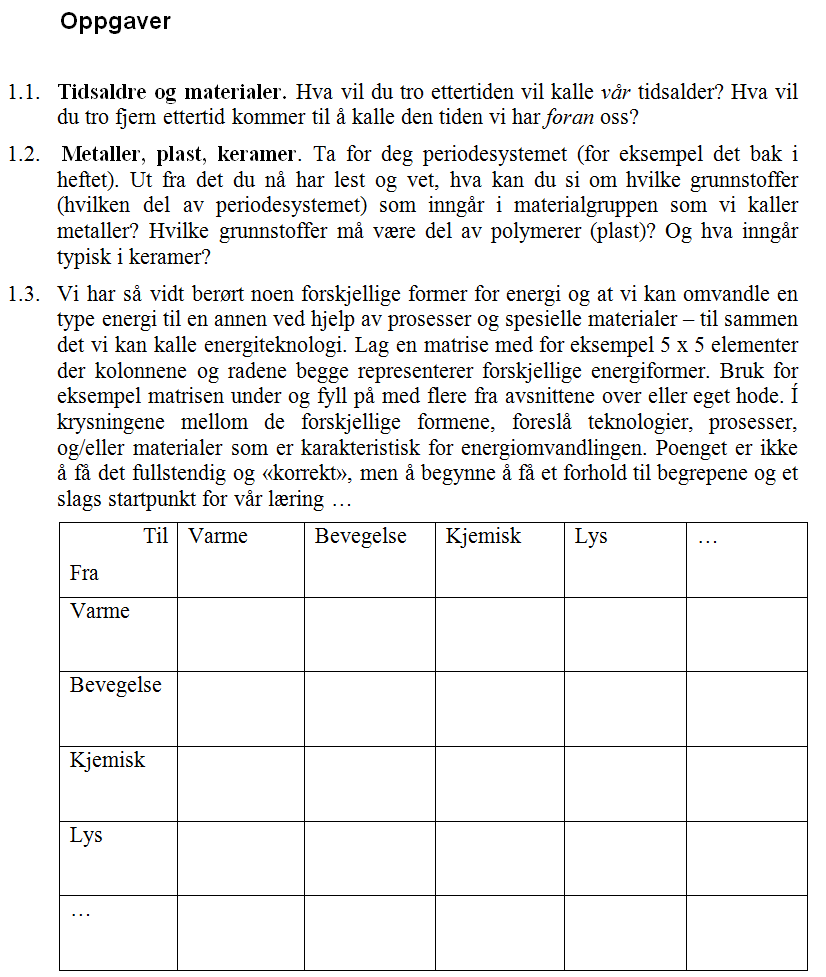 Oppgaver
1.1. Tidsaldre og materialer. Hva vil du tro ettertiden vil kalle vår tidsalder? Hva vil
du tro fjern ettertid kommer til å kalle den tiden vi har foran oss?
1.2. Metaller, plast, keramer. Ta for deg periodesystemet (for eksempel det bak i
heftet). Ut fra det du nå har lest og vet, hva kan du si om hvilke grunnstoffer
(hvilken del av periodesystemet) som inngår i materialgruppen som vi kaller
metaller? Hvilke grunnstoffer må være del av polymerer (plast)? Og hva inngår
typisk i keramer?
1.3. Vi har så vidt berørt noen forskjellige former for energi og at vi kan omvandle en
type energi til en annen ved hjelp av prosesser og spesielle materialer – til sammen
det vi kan kalle energiteknologi. Lag en matrise med for eksempel 5 x 5 elementer
der kolonnene og radene begge representerer forskjellige energiformer. Bruk for
eksempel matrisen under og fyll på med flere fra avsnittene over eller eget hode. Í
krysningene mellom de forskjellige formene, foreslå teknologier, prosesser,
og/eller materialer som er karakteristisk for energiomvandlingen. Poenget er ikke
å få det fullstendig og «korrekt», men å begynne å få et forhold til begrepene og et
slags startpunkt for vår læring …
Til Varme Bevegelse Kjemisk Lys …
Fra
Varme
Bevegelse
Kjemisk
Lys
…